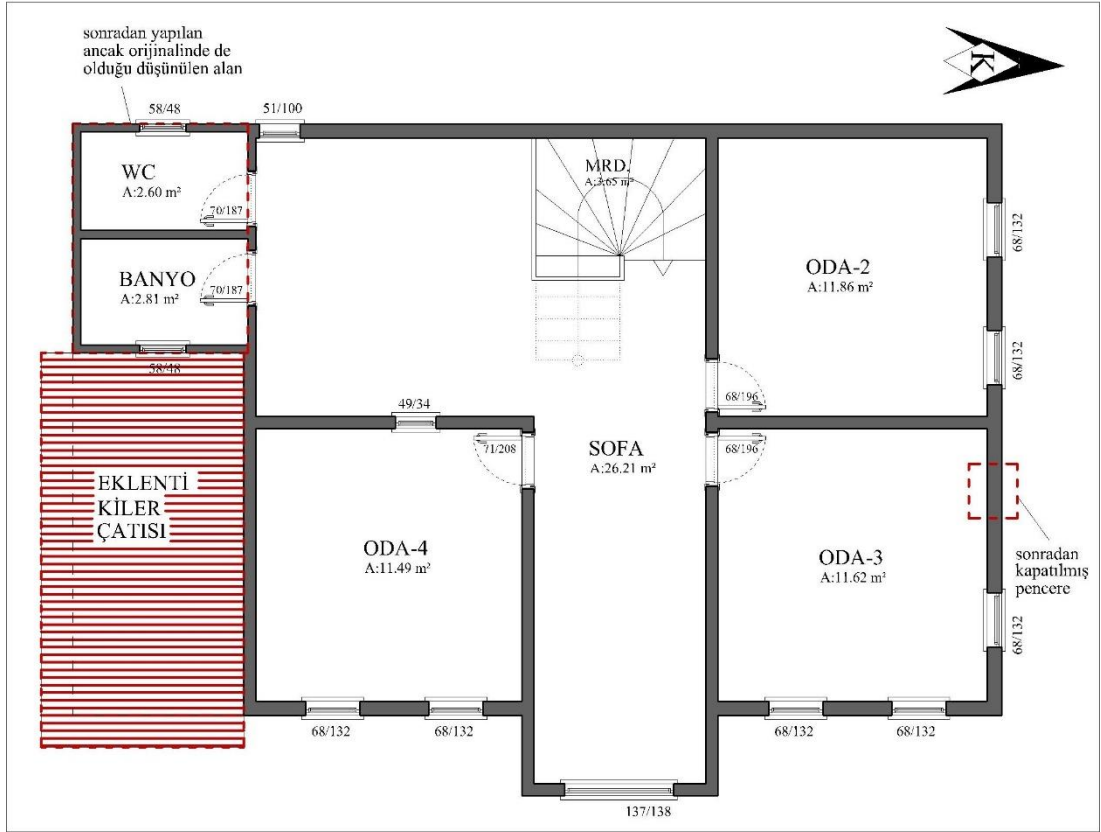 sonradan yapılan
ancak orijinalinde de
olduğu düşünülen alan
K
58/48
51/100
WC
A:2.60 m²
70/187
MRD.
A:3.65 m²
68/132
BANYO
A:2.81 m²
70/187
ODA-2
A:11.86 m²
68/132
58/48
49/34
68/196
71/208
68/196
SOFA
A:26.21 m²
EKLENTİ
KİLER
ÇATISI
ODA-4
A:11.49 m²
ODA-3
A:11.62 m²
sonradan
kapatılmış
pencere
68/132
68/132
68/132
68/132
68/132
137/138